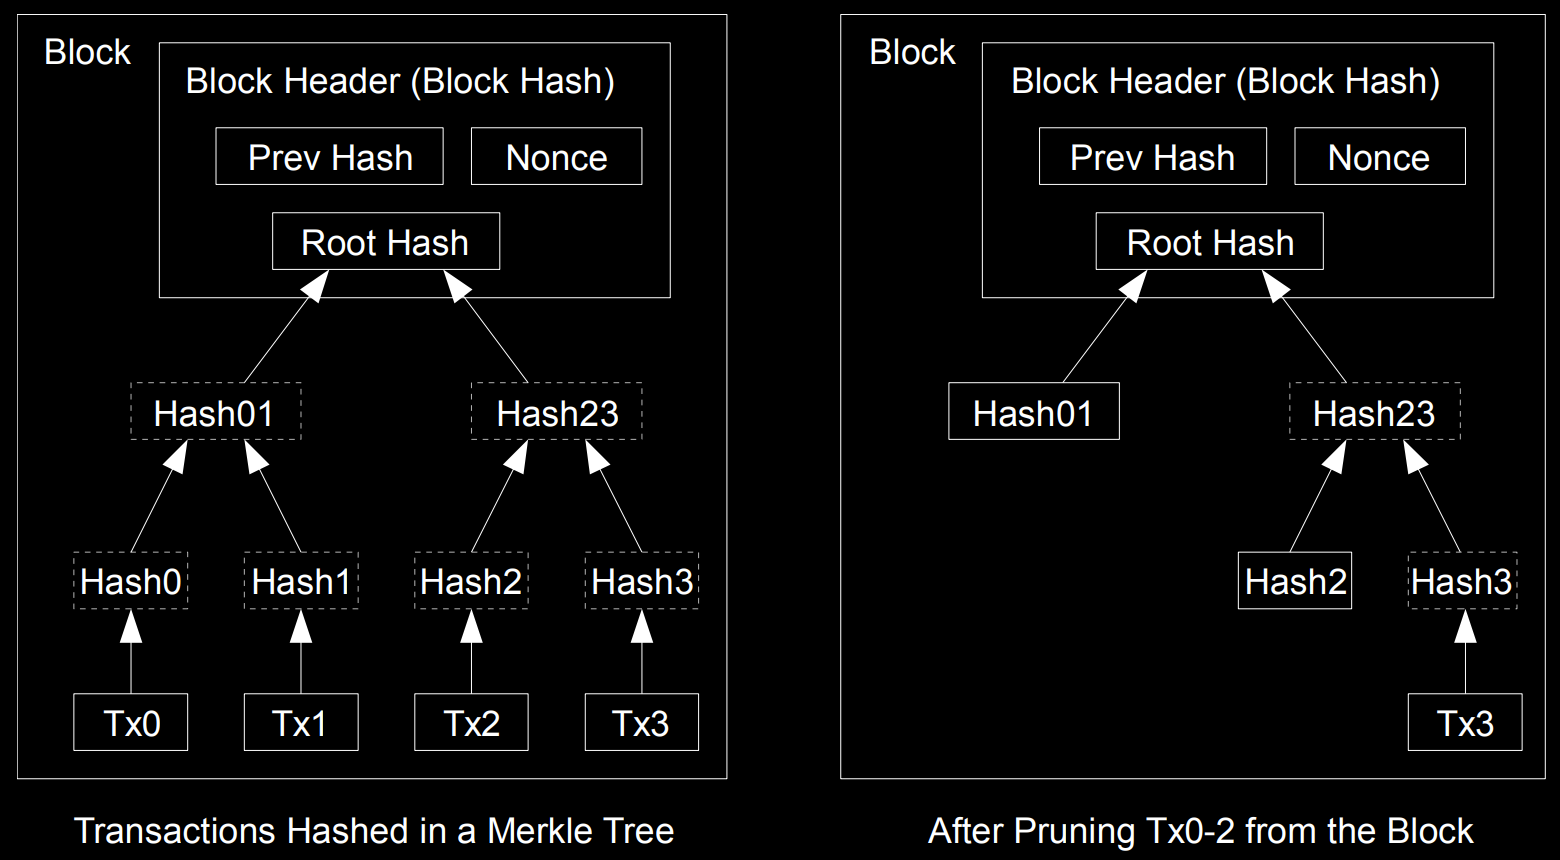 Block
Block Header (Block Hash)
Prev Hash
Nonce
Root Hash
Hash01
Hash23
Hash0
Hash1
Hash2
Hash3
Tx0
Tx1
Tx2
Tx3
Transactions Hashed in a Merkle Tree
Block
Block Header (Block Hash)
Prev Hash
Nonce
Root Hash
Hash01
Hash23
Hash2
Hash3
Tx3
After Pruning Tx0-2 from the Block